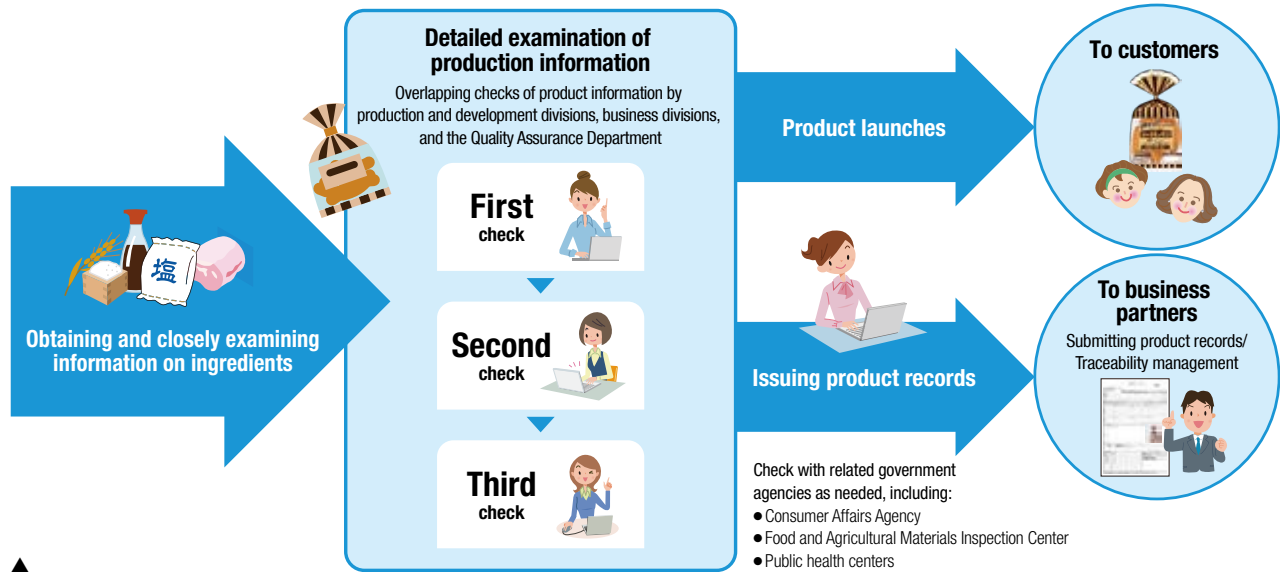 Obtaining and closely examining
information on ingredients
塩
Detailed examination of
production information
Overlapping checks of product information by
production and development divisions, business divisions,
and the Quality Assurance Department
First
check
Second
check
Third
check
Product launches
To customers
Issuing product records
To business
partners
Submitting product records/
Traceability management
Check with related government
agencies as needed, including:
● Consumer Affairs Agency
● Food and Agricultural Materials Inspection Center
● Public health centers